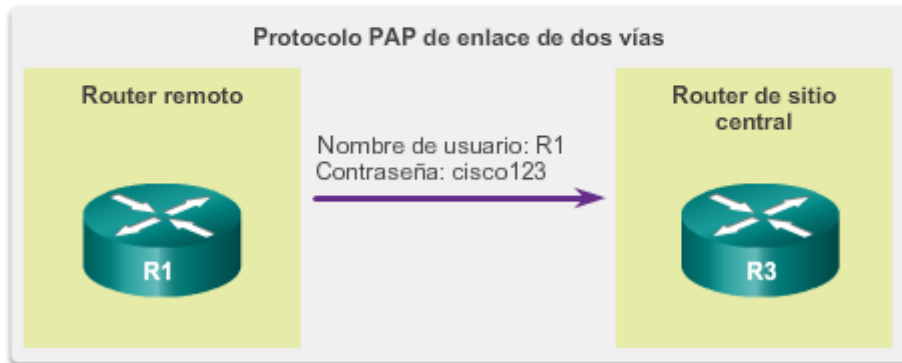 Protocolo PAP de enlace de dos vías
Router remoto
Router de sitio
central
Nombre de usuario: R1
Contraseña: cisco123
R1
R3